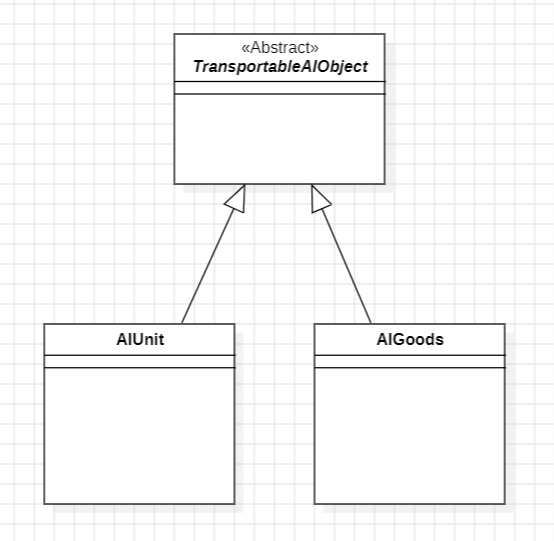 «Abstract»
TransportableAIObject
AIUnit
AIGoods